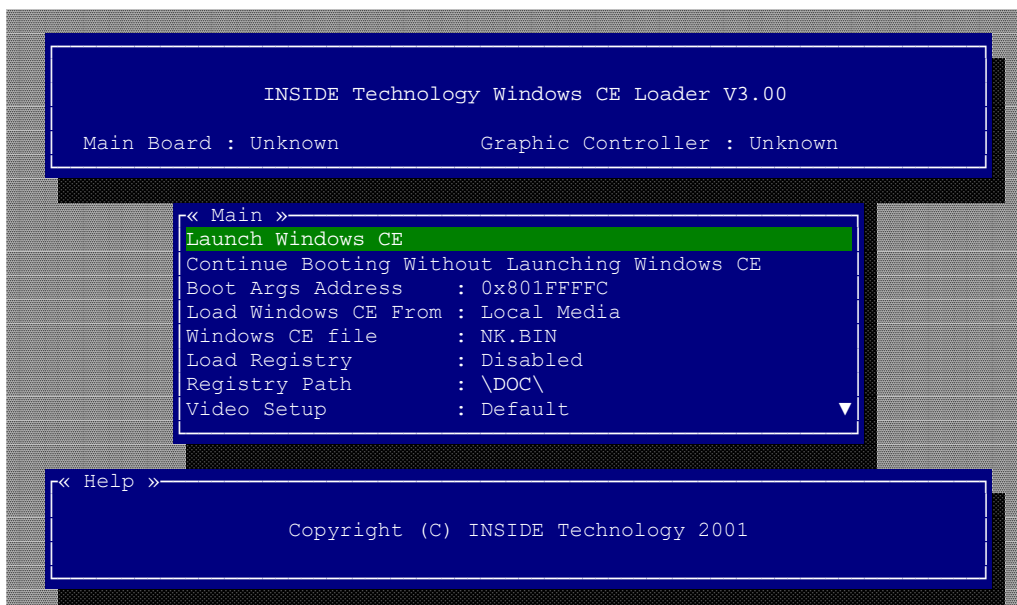 INSIDE Technology Windows CE Loader V3.00
Main Board : Unknown Graphic Controller : Unknown
« Main »
Launch Windows CE
Continue Booting Without Launching Windows CE
Boot Args Address : 0x801FFFFC
Load Windows CE From : Local Media
Windows CE file : NK.BIN
Load Registry : Disabled
Registry Path : \DOC\
Video Setup : Default ▼
« Help »
Copyright (C) INSIDE Technology 2001